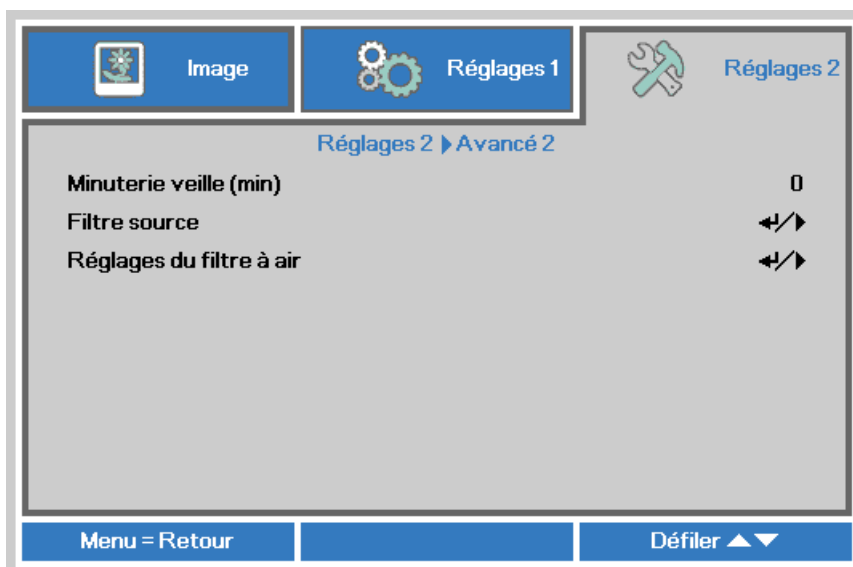 Image
Réglages 1
Réglages 2
Réglages 2 ▶ Avancé 2
Minuterie veille (min) 0
Filtre source ↵/▶
Réglages du filtre à air ↵/▶
Menu = Retour
Défiler ▲▼